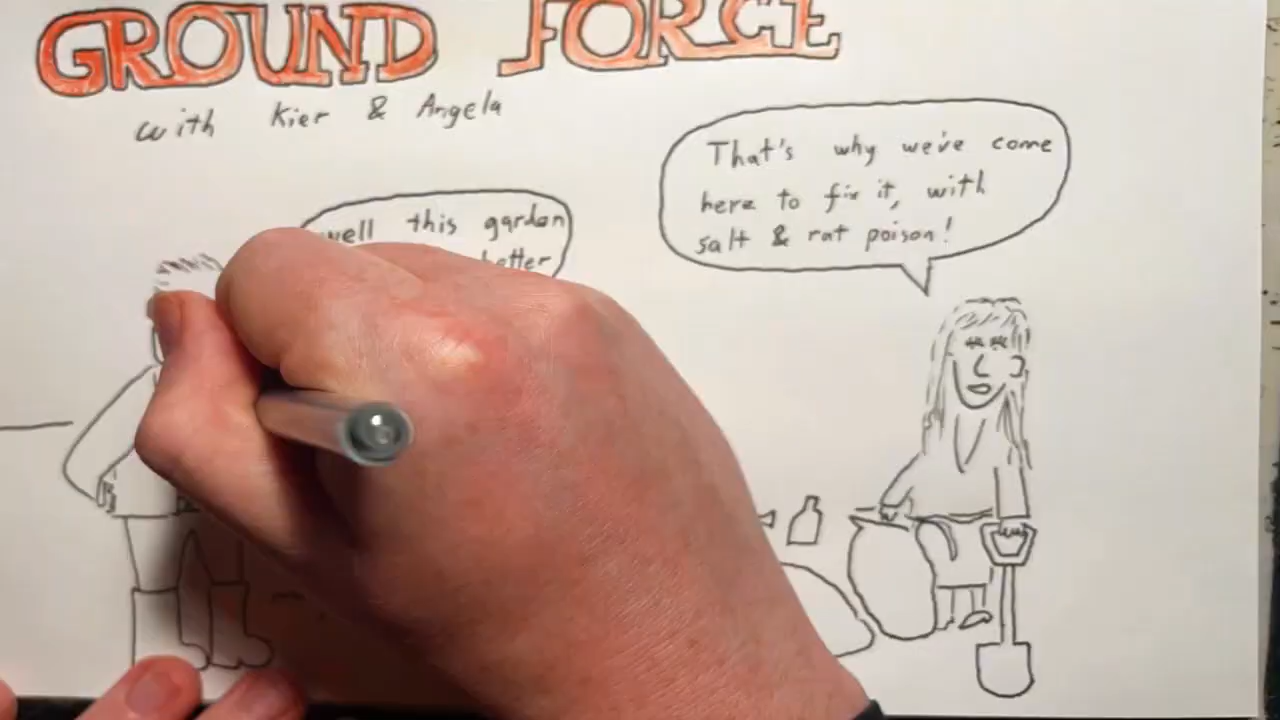 GROUND FORCE
with Kier & Angela
well this garden
better
That's why we've come
here to fix it, with
salt & rat poison!